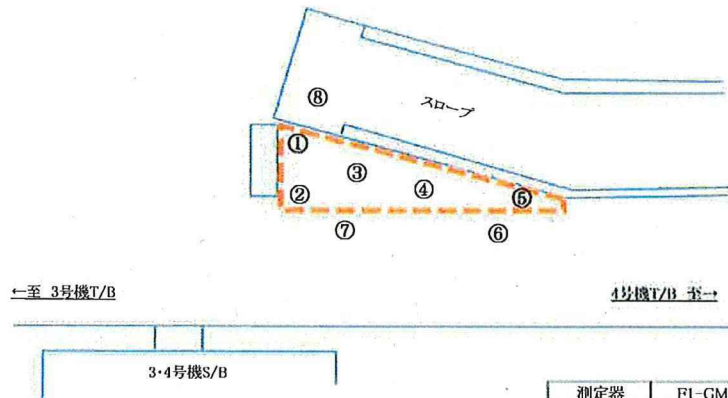 ⑧
スロープ
①
③
④
②
⑤
⑦
⑥
←至 3号機T/B
4号機T/B 至→
3・4号機S/B
測定器 F1-GM